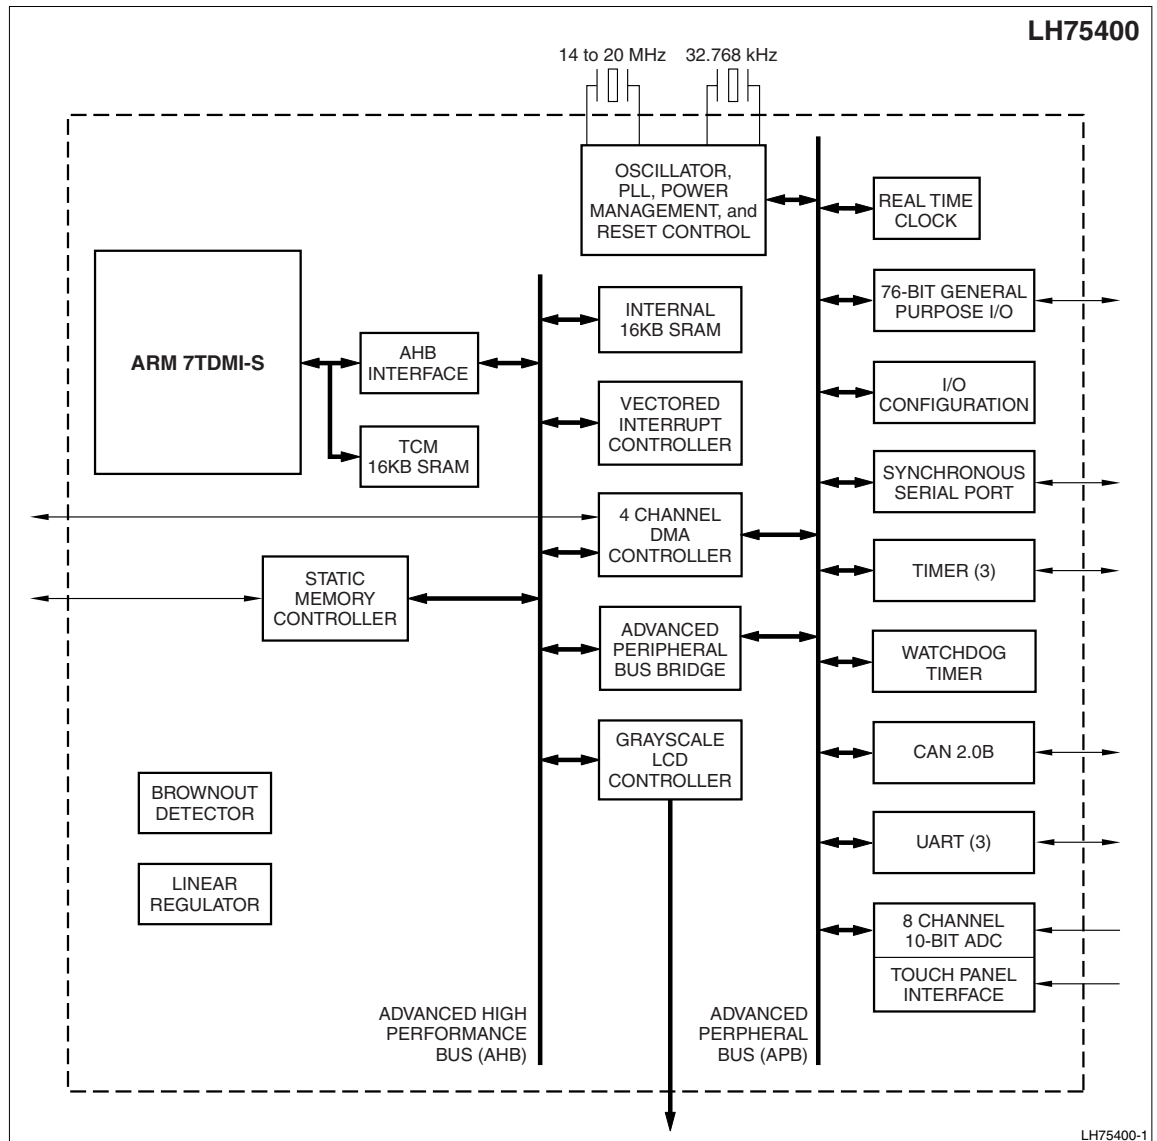 LH75400
14 to 20 MHz
32.768 kHz
OSCILLATOR,
PLL, POWER
MANAGEMENT, and
RESET CONTROL
REAL TIME
CLOCK
76-BIT GENERAL
PURPOSE I/O
INTERNAL
16KB SRAM
ARM 7TDMI-S
AHB
INTERFACE
I/O
CONFIGURATION
VECTORED
INTERRUPT
CONTROLLER
TCM
16KB SRAM
SYNCHRONOUS
SERIAL PORT
4 CHANNEL
DMA
CONTROLLER
STATIC
MEMORY
CONTROLLER
TIMER (3)
ADVANCED
PERIPHERAL
BUS BRIDGE
WATCHDOG
TIMER
GRAYSCALE
LCD
CONTROLLER
CAN 2.0B
BROWNOUT
DETECTOR
UART (3)
LINEAR
REGULATOR
8 CHANNEL
10-BIT ADC
TOUCH PANEL
INTERFACE
ADVANCED HIGH
PERFORMANCE
BUS (AHB)
ADVANCED
PERPHERAL
BUS (APB)
LH75400-1